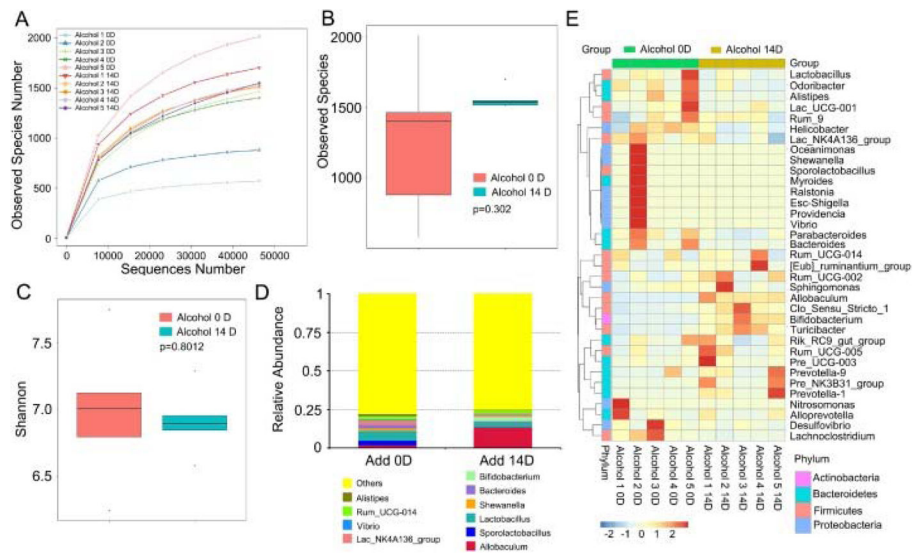 A
Observed Species Number
2000
1500
1000
500
0
Alcohol 1 0D
Alcohol 2 0D
Alcohol 3 0D
Alcohol 4 0D
Alcohol 5 0D
Alcohol 1 14D
Alcohol 2 14D
Alcohol 3 14D
Alcohol 4 14D
Alcohol 5 14D
0 10000 20000 30000 40000 50000
Sequences Number
B
Observed Species
2000
1500
1000
Alcohol 0 D
Alcohol 14 D
p=0.302
C
Shannon
7.5
7.0
6.5
Alcohol 0 D
Alcohol 14 D
p=0.8012
D
Relative Abundance
1
0.75
0.5
0.25
0
Add 0D Add 14D
Others
Alistipes
Rum_UCG-014
Vibrio
Lac_NK4A136_group
Bifidobacterium
Bacteroides
Shewanella
Lactobacillus
Sporolactobacillus
Allobaculum
E
Group Alcohol 0D Alcohol 14D
Group
Lactobacillus
Odoribacter
Alistipes
Lac_UCG-001
Rum_9
Helicobacter
Lac_NK4A136_group
Oceanimonas
Shewanella
Sporolactobacillus
Myroides
Ralstonia
Esc-Shigella
Providencia
Vibrio
Parabacteroides
Bacteroides
Rum_UCG-014
[Eub]_ruminantium_group
Rum_UCG-002
Sphingomonas
Allobaculum
Clo_Sensu_Stricto_1
Bifidobacterium
Turicibacter
Rik_RC9_gut_group
Rum_UCG-005
Pre_UCG-003
Prevotella-9
Pre_NK3B31_group
Prevotella-1
Nitrosomonas
Alloprevotella
Desulfovibrio
Lachnoclostridium
Phylum
Alcohol 1 0D
Alcohol 2 0D
Alcohol 3 0D
Alcohol 4 0D
Alcohol 5 0D
Alcohol 1 14D
Alcohol 2 14D
Alcohol 3 14D
Alcohol 4 14D
Alcohol 5 14D
Phylum
Actinobacteria
Bacteroidetes
Firmicutes
Proteobacteria
-2 -1 0 1 2